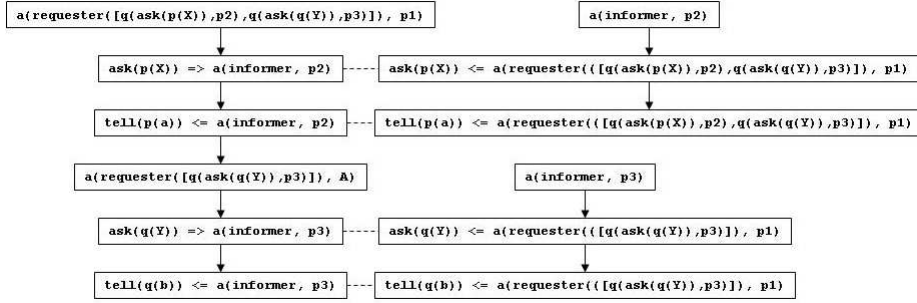 a(requester([q(ask(p(X)),p2),q(ask(q(Y)),p3)]), p1)
a(informer, p2)
ask(p(X)) => a(informer, p2)
ask(p(X)) <= a(requester(([q(ask(p(X)),p2),q(ask(q(Y)),p3)]), p1)
tell(p(a)) <= a(informer, p2)
tell(p(a)) <= a(requester(([q(ask(p(X)),p2),q(ask(q(Y)),p3)]), p1)
a(requester([q(ask(q(Y)),p3)]), A)
a(informer, p3)
ask(q(Y)) => a(informer, p3)
ask(q(Y)) <= a(requester(([q(ask(q(Y)),p3)]), p1)
tell(q(b)) <= a(informer, p3)
tell(q(b)) <= a(requester(([q(ask(q(Y)),p3)]), p1)